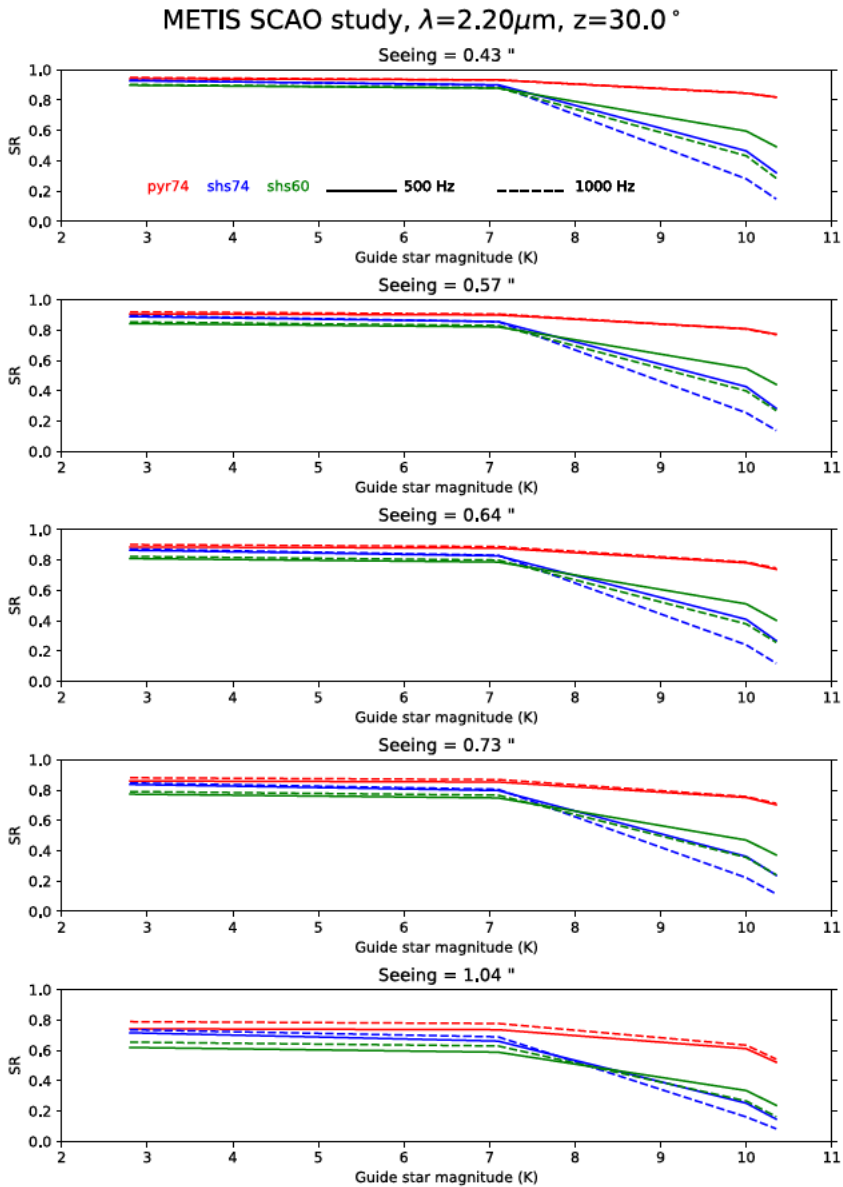 METIS SCAO study, λ=2.20μm, z=30.0°
Seeing = 0.43 "
1.0
0.8
0.6
0.4
0.2
0.0
SR
pyr74 shs74 shs60 500 Hz 1000 Hz
2 3 4 5 6 7 8 9 10 11
Guide star magnitude (K)
Seeing = 0.57 "
1.0
0.8
0.6
0.4
0.2
0.0
SR
2 3 4 5 6 7 8 9 10 11
Guide star magnitude (K)
Seeing = 0.64 "
1.0
0.8
0.6
0.4
0.2
0.0
SR
2 3 4 5 6 7 8 9 10 11
Guide star magnitude (K)
Seeing = 0.73 "
1.0
0.8
0.6
0.4
0.2
0.0
SR
2 3 4 5 6 7 8 9 10 11
Guide star magnitude (K)
Seeing = 1.04 "
1.0
0.8
0.6
0.4
0.2
0.0
SR
2 3 4 5 6 7 8 9 10 11
Guide star magnitude (K)